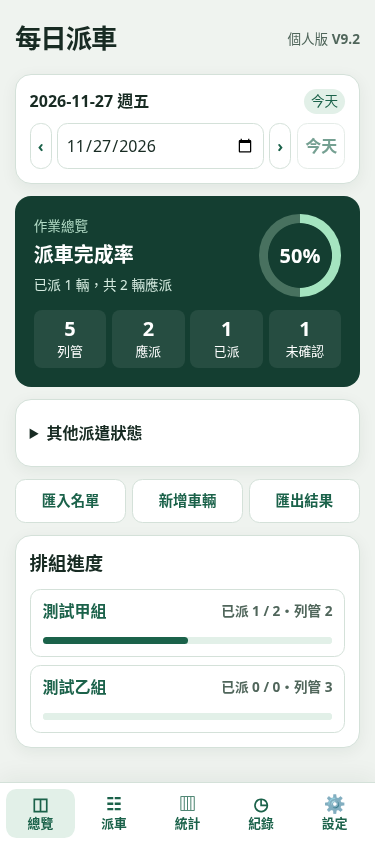 每日派車
個人版 V9.2
2026-11-27 週五
今天
‹
11/27/2026
›
今天
作業總覽
派車完成率
已派 1 輛，共 2 輛應派
50%
5
列管
2
應派
1
已派
1
未確認
▶ 其他派遣狀態
匯入名單
新增車輛
匯出結果
排組進度
測試甲組
已派 1 / 2・列管 2
測試乙組
已派 0 / 0・列管 3
總覽
派車
統計
紀錄
設定